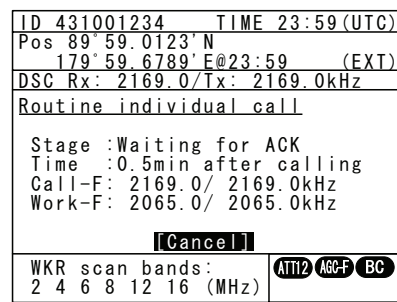 ID 431001234 TIME 23:59(UTC)
Pos 89°59.0123'N
179°59.6789'E@23:59 (EXT)
DSC Rx: 2169.0/Tx: 2169.0kHz
Routine individual call
Stage :Waiting for ACK
Time :0.5min after calling
Call-F: 2169.0/ 2169.0kHz
Work-F: 2065.0/ 2065.0kHz
[Cancel]
WKR scan bands: ATT12 AGC-F BC
2 4 6 8 12 16 (MHz)